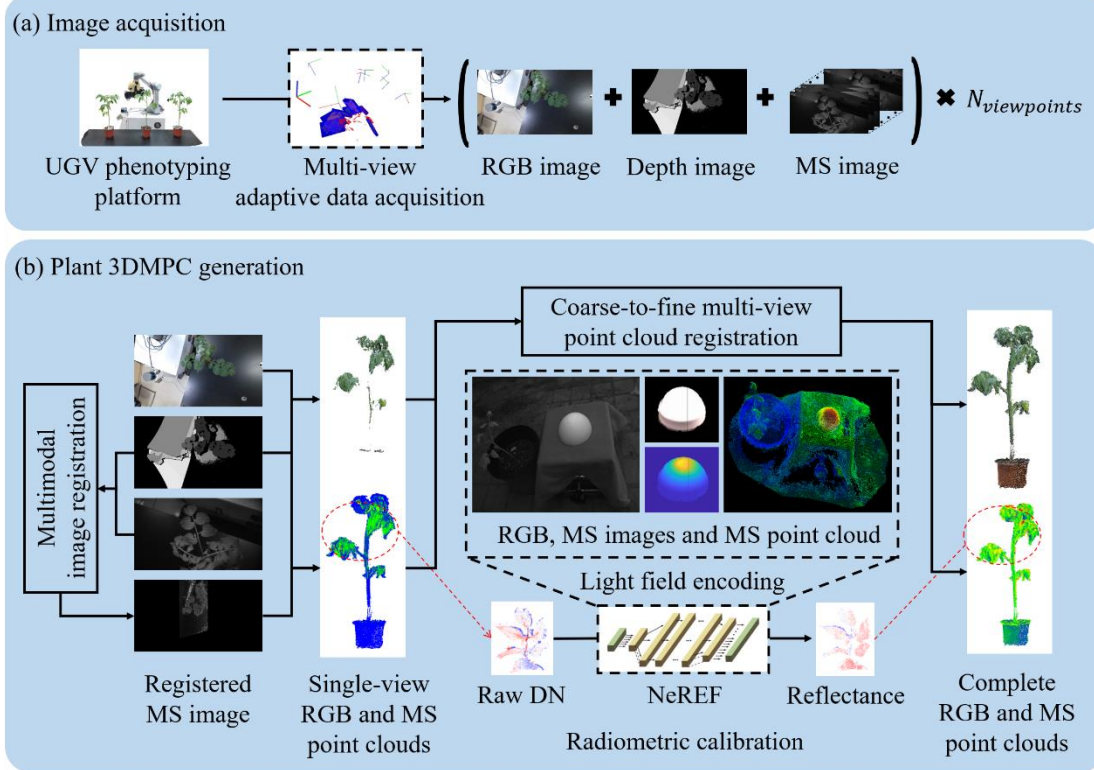 (a) Image acquisition
UGV phenotyping
platform
Multi-view
adaptive data acquisition
RGB image
Depth image
MS image
N_viewpoints
(b) Plant 3DMPC generation
Multimodal
image registration
Registered
MS image
Single-view
RGB and MS
point clouds
Coarse-to-fine multi-view
point cloud registration
RGB, MS images and MS point cloud
Light field encoding
Raw DN
NeREF
Reflectance
Radiometric calibration
Complete
RGB and MS
point clouds